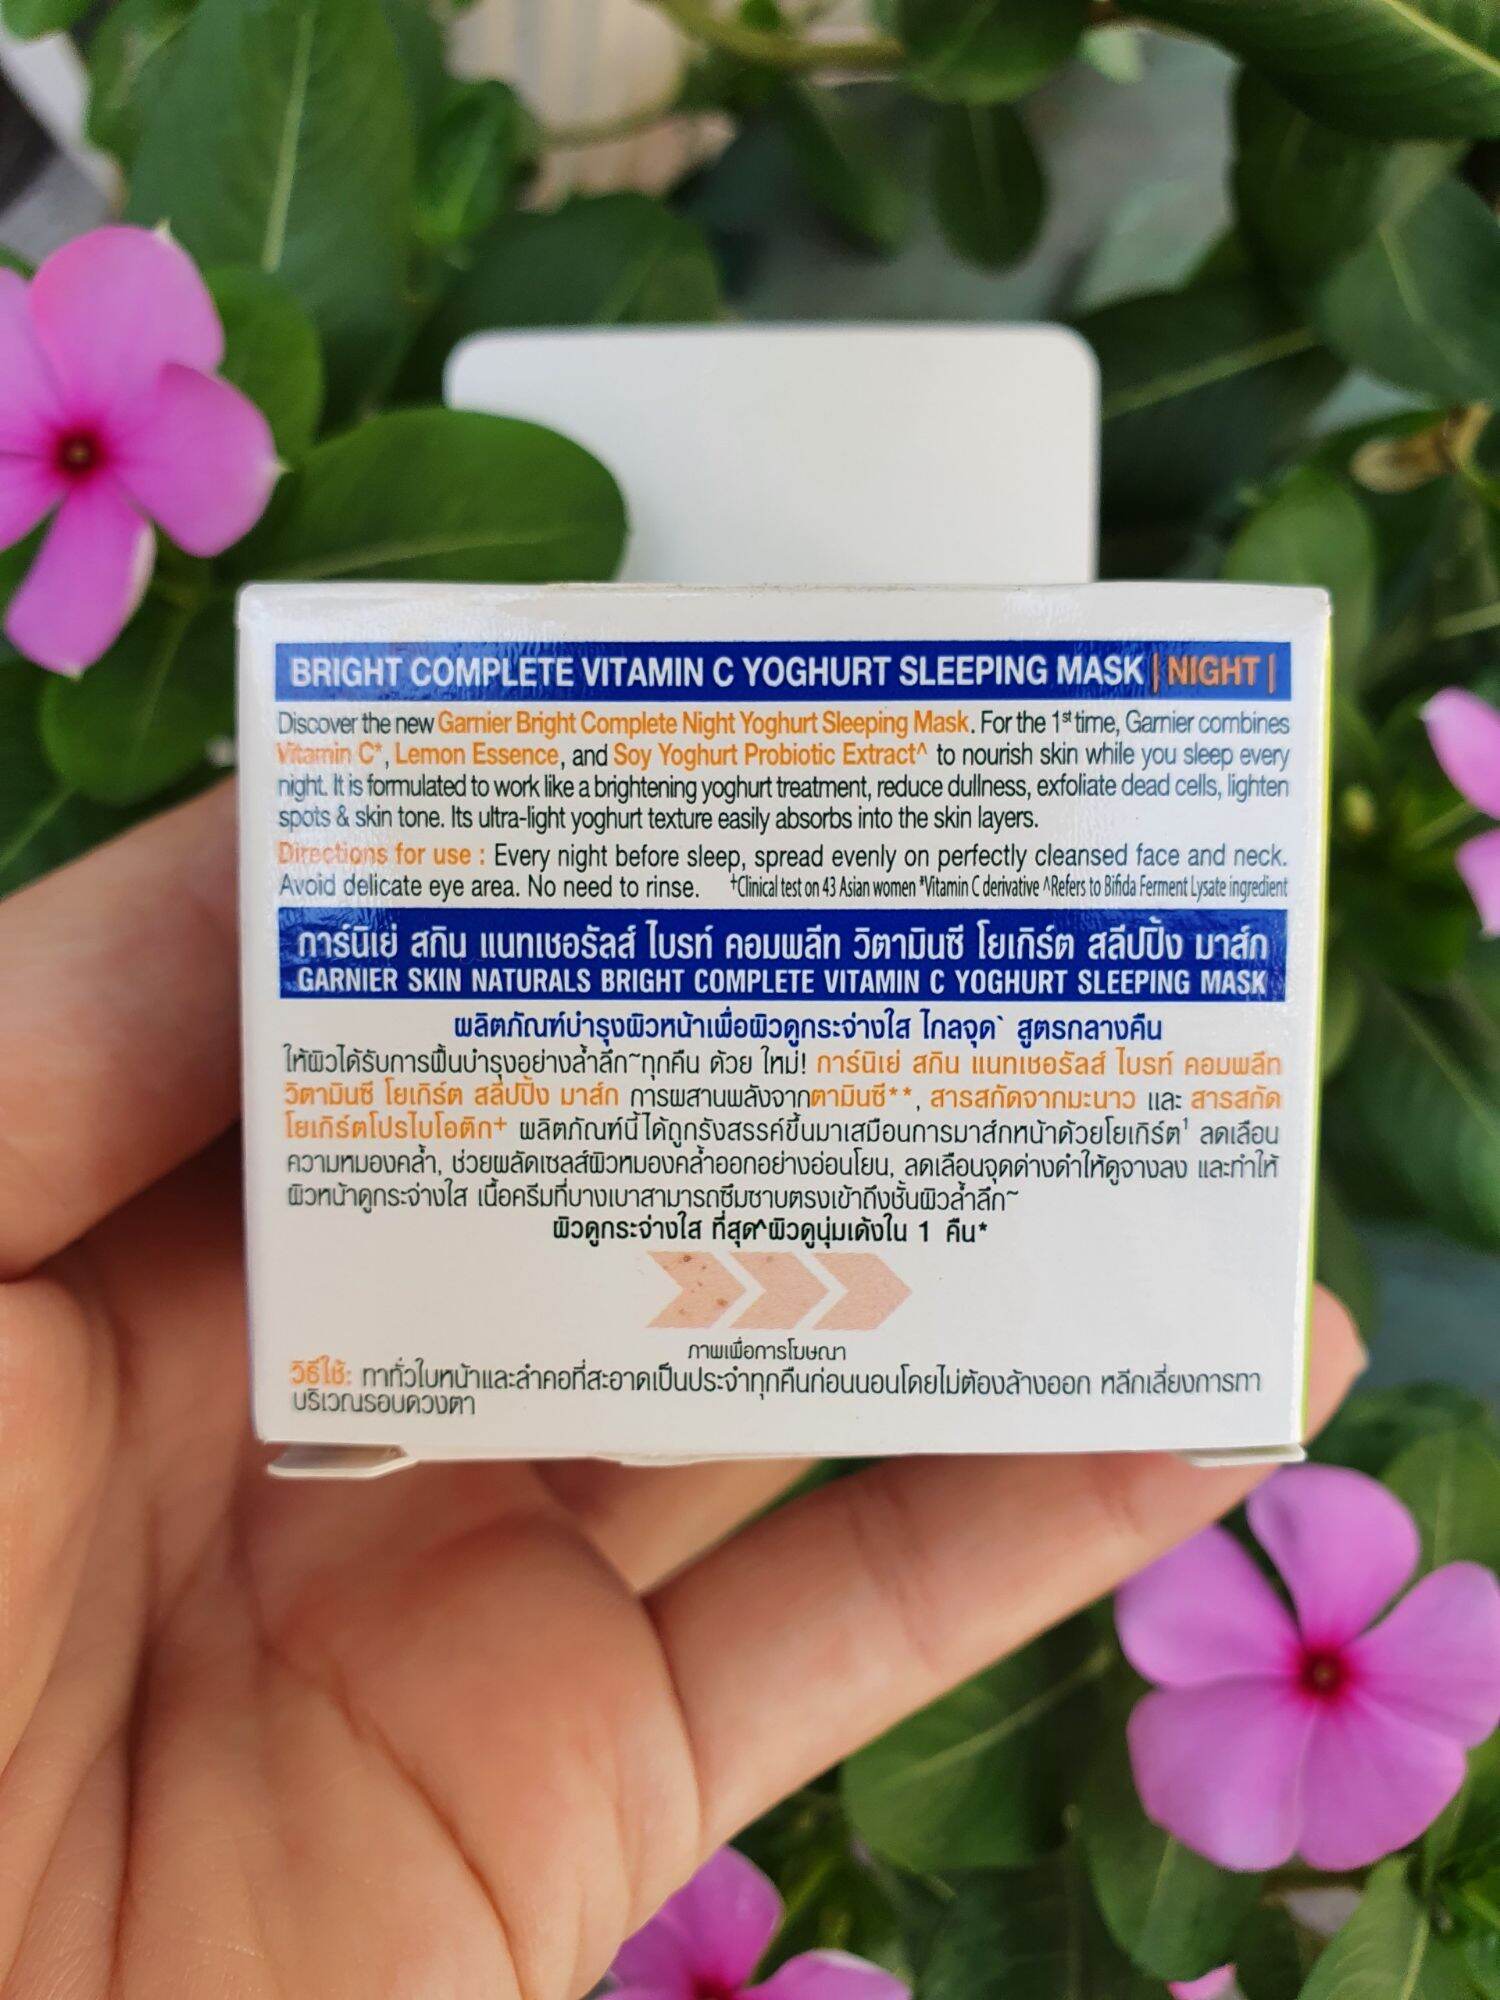 BRIGHT COMPLETE VITAMIN C YOGHURT SLEEPING MASK | NIGHT |
Discover the new Garnier Bright Complete Night Yoghurt Sleeping Mask. For the 1st time, Garnier combines
Vitamin C*, Lemon Essence, and Soy Yoghurt Probiotic Extract^ to nourish skin while you sleep every
night. It is formulated to work like a brightening yoghurt treatment, reduce dullness, exfoliate dead cells, lighten
spots & skin tone. Its ultra-light yoghurt texture easily absorbs into the skin layers.
Directions for use : Every night before sleep, spread evenly on perfectly cleansed face and neck.
Avoid delicate eye area. No need to rinse. +Clinical test on 43 Asian women *Vitamin C derivative ^Refers to Bifida Ferment Lysate ingredient
การ์นิเย่ สกิน แนทเชอรัลส์ ไบรท์ คอมพลีท วิตามินซี โยเกิร์ต สลีปปิ้ง มาส์ก
GARNIER SKIN NATURALS BRIGHT COMPLETE VITAMIN C YOGHURT SLEEPING MASK
ผลิตภัณฑ์บำรุงผิวหน้าเพื่อผิวดูกระจ่างใส ไกลจุด` สูตรกลางคืน
ให้ผิวได้รับการฟื้นบำรุงอย่างล้ำลึก~ทุกคืน ด้วย ใหม่! การ์นิเย่ สกิน แนทเชอรัลส์ ไบรท์ คอมพลีท
วิตามินซี โยเกิร์ต สลีปปิ้ง มาส์ก การผสานพลังจากตามินซี**, สารสกัดจากมะนาว และ สารสกัด
โยเกิร์ตโปรไบโอติก+ ผลิตภัณฑ์นี้ได้ถูกรังสรรค์ขึ้นมาเสมือนการมาส์กหน้าด้วยโยเกิร์ต¹ ลดเลือน
ความหมองคล้ำ, ช่วยผลัดเซลล์ผิวหมองคล้ำออกอย่างอ่อนโยน, ลดเลือนจุดด่างดำให้ดูจางลง และทำให้
ผิวหน้าดูกระจ่างใส เนื้อครีมที่บางเบาสามารถซึมซาบตรงเข้าถึงชั้นผิวล้ำลึก~
ผิวดูกระจ่างใส ที่สุด^ผิวดูนุ่มเด้งใน 1 คืน*
ภาพเพื่อการโฆษณา
วิธีใช้: ทาทั่วใบหน้าและลำคอที่สะอาดเป็นประจำทุกคืนก่อนนอนโดยไม่ต้องล้างออก หลีกเลี่ยงการทา
บริเวณรอบดวงตา